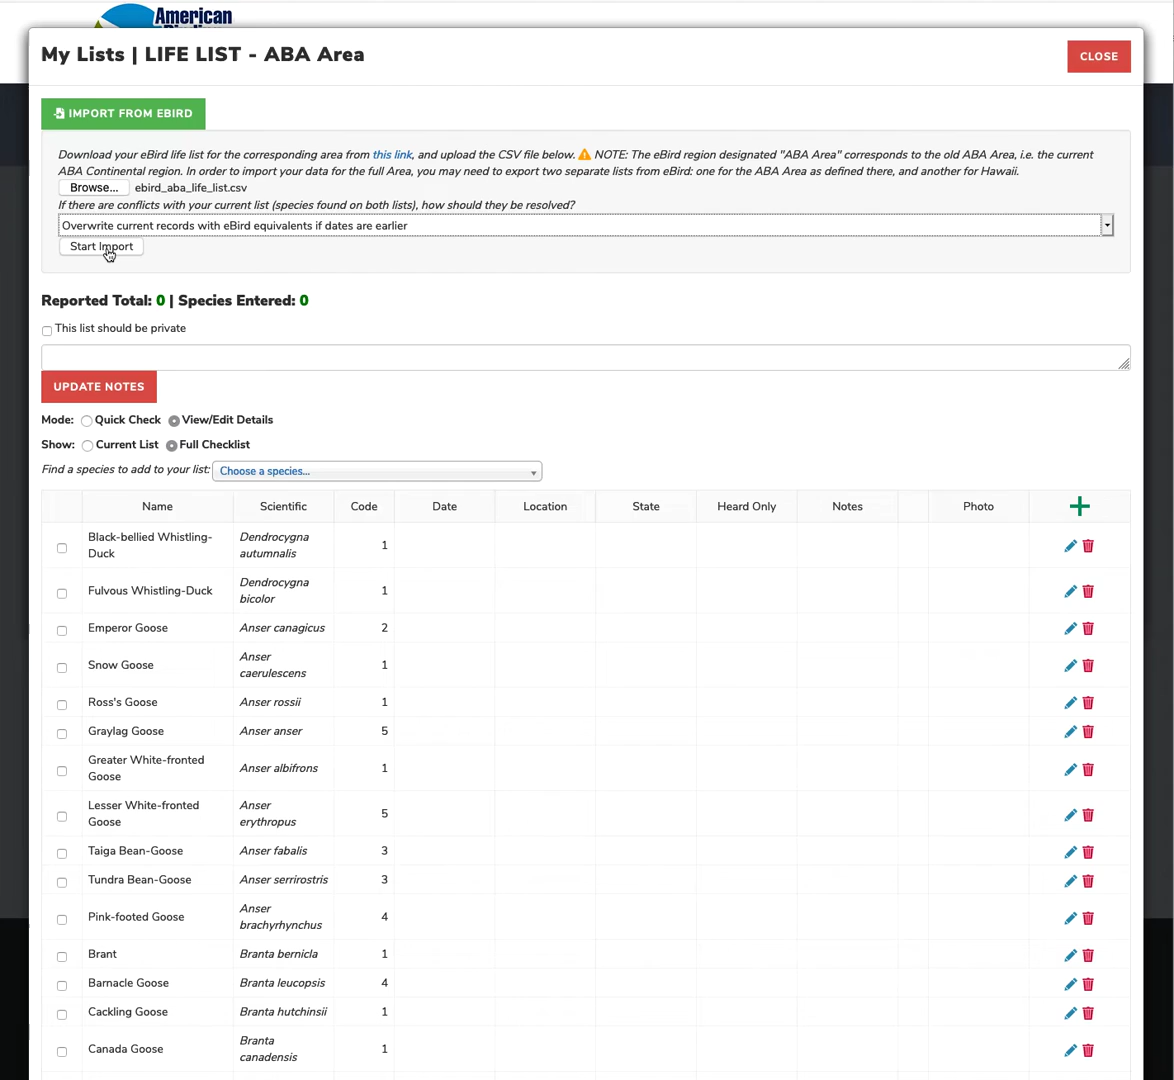 American
My Lists | LIFE LIST - ABA Area
CLOSE
IMPORT FROM EBIRD
Download your eBird life list for the corresponding area from this link, and upload the CSV file below. NOTE: The eBird region designated "ABA Area" corresponds to the old ABA Area, i.e. the current
ABA Continental region. In order to import your data for the full Area, you may need to export two separate lists from eBird: one for the ABA Area as defined there, and another for Hawaii.
Browse... ebird_aba_life_list.csv
If there are conflicts with your current list (species found on both lists), how should they be resolved?
Overwrite current records with eBird equivalents if dates are earlier
Start Import
Reported Total: 0 | Species Entered: 0
This list should be private
UPDATE NOTES
Mode: Quick Check View/Edit Details
Show: Current List Full Checklist
Find a species to add to your list: Choose a species...
Name Scientific Code Date Location State Heard Only Notes Photo
Black-bellied Whistling-
Duck
Dendrocygna
autumnalis
1
Fulvous Whistling-Duck
Dendrocygna
bicolor
1
Emperor Goose Anser canagicus 2
Snow Goose
Anser
caerulescens
1
Ross's Goose Anser rossii 1
Graylag Goose Anser anser 5
Greater White-fronted
Goose
Anser albifrons 1
Lesser White-fronted
Goose
Anser
erythropus
5
Taiga Bean-Goose Anser fabalis 3
Tundra Bean-Goose Anser serrirostris 3
Pink-footed Goose
Anser
brachyrhynchus
4
Brant Branta bernicla 1
Barnacle Goose Branta leucopsis 4
Cackling Goose Branta hutchinsii 1
Canada Goose
Branta
canadensis
1